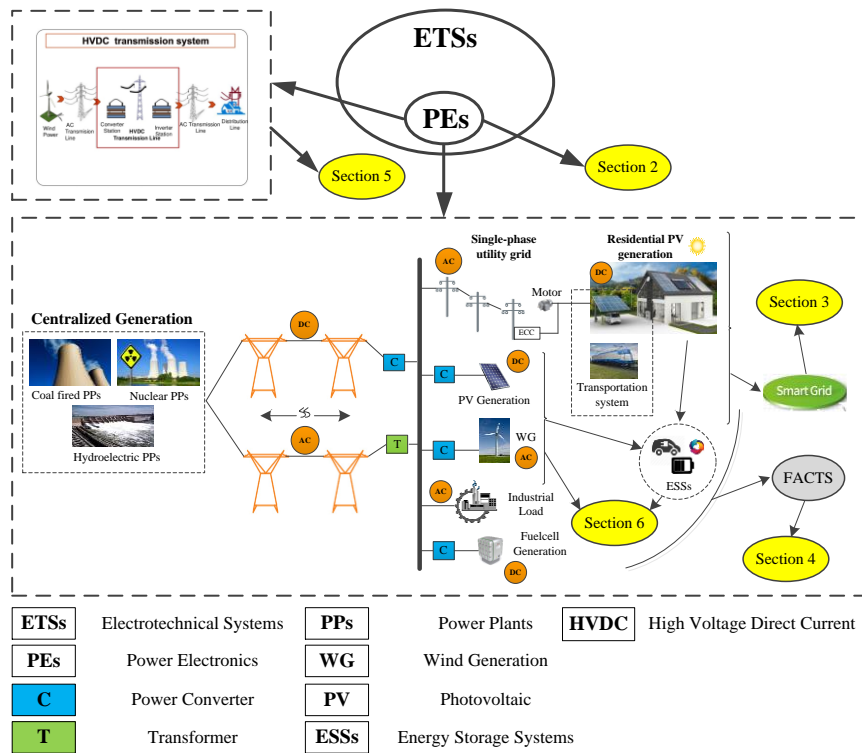 HVDC transmission system
Wind
Power
AC
Transmision
Line
Converter
Station
HVDC
Transmission Line
Inverter
Station
AC Transmission
Line
Distribution
Line
ETSs
PEs
Section 5
Section 2
Centralized Generation
Coal fired PPs
Nuclear PPs
Hydroelectric PPs
DC
AC
C
T
Single-phase
utility grid
AC
ECC
Motor
Residential PV
generation
DC
Transportation
system
C
DC
PV Generation
C
WG
AC
AC
Industrial
Load
C
Fuelcell
Generation
DC
ESSs
Section 6
Section 3
Smart Grid
FACTS
Section 4
ETSs Electrotechnical Systems PPs Power Plants HVDC High Voltage Direct Current
PEs Power Electronics WG Wind Generation
C Power Converter PV Photovoltaic
T Transformer ESSs Energy Storage Systems